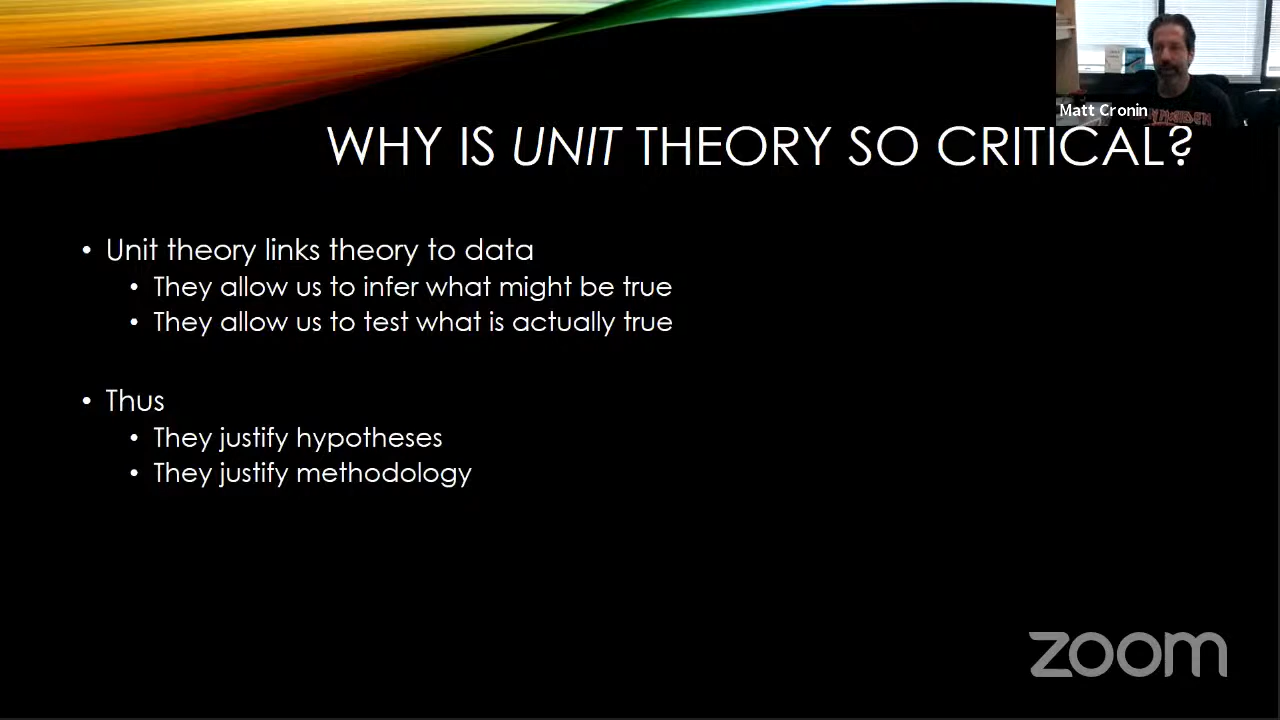 Matt Cronin
WHY IS UNIT THEORY SO CRITICAL?
• Unit theory links theory to data
• They allow us to infer what might be true
• They allow us to test what is actually true
• Thus
• They justify hypotheses
• They justify methodology
zoom